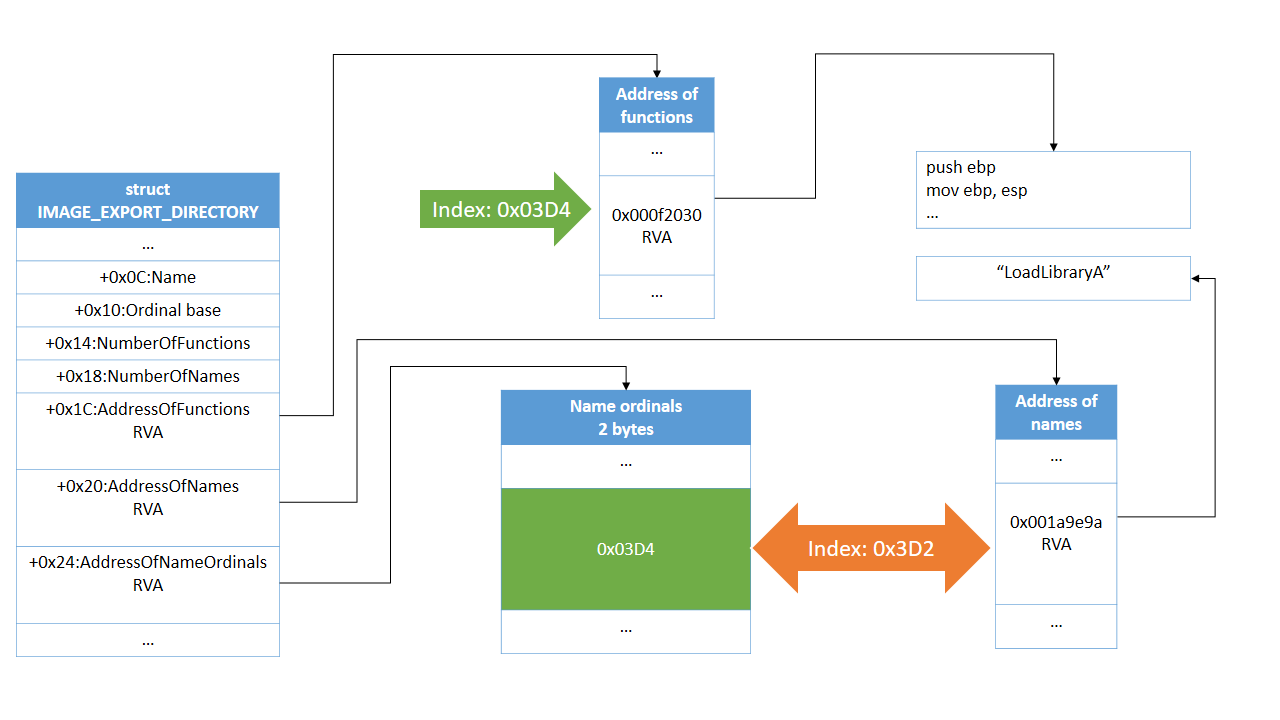 struct
IMAGE_EXPORT_DIRECTORY
...
+0x0C:Name
+0x10:Ordinal base
+0x14:NumberOfFunctions
+0x18:NumberOfNames
+0x1C:AddressOfFunctions
RVA
+0x20:AddressOfNames
RVA
+0x24:AddressOfNameOrdinals
RVA
...
Index: 0x03D4
Address of
functions
...
0x000f2030
RVA
...
push ebp
mov ebp, esp
...
“LoadLibraryA”
Name ordinals
2 bytes
...
0x03D4
...
Index: 0x3D2
Address of
names
...
0x001a9e9a
RVA
...